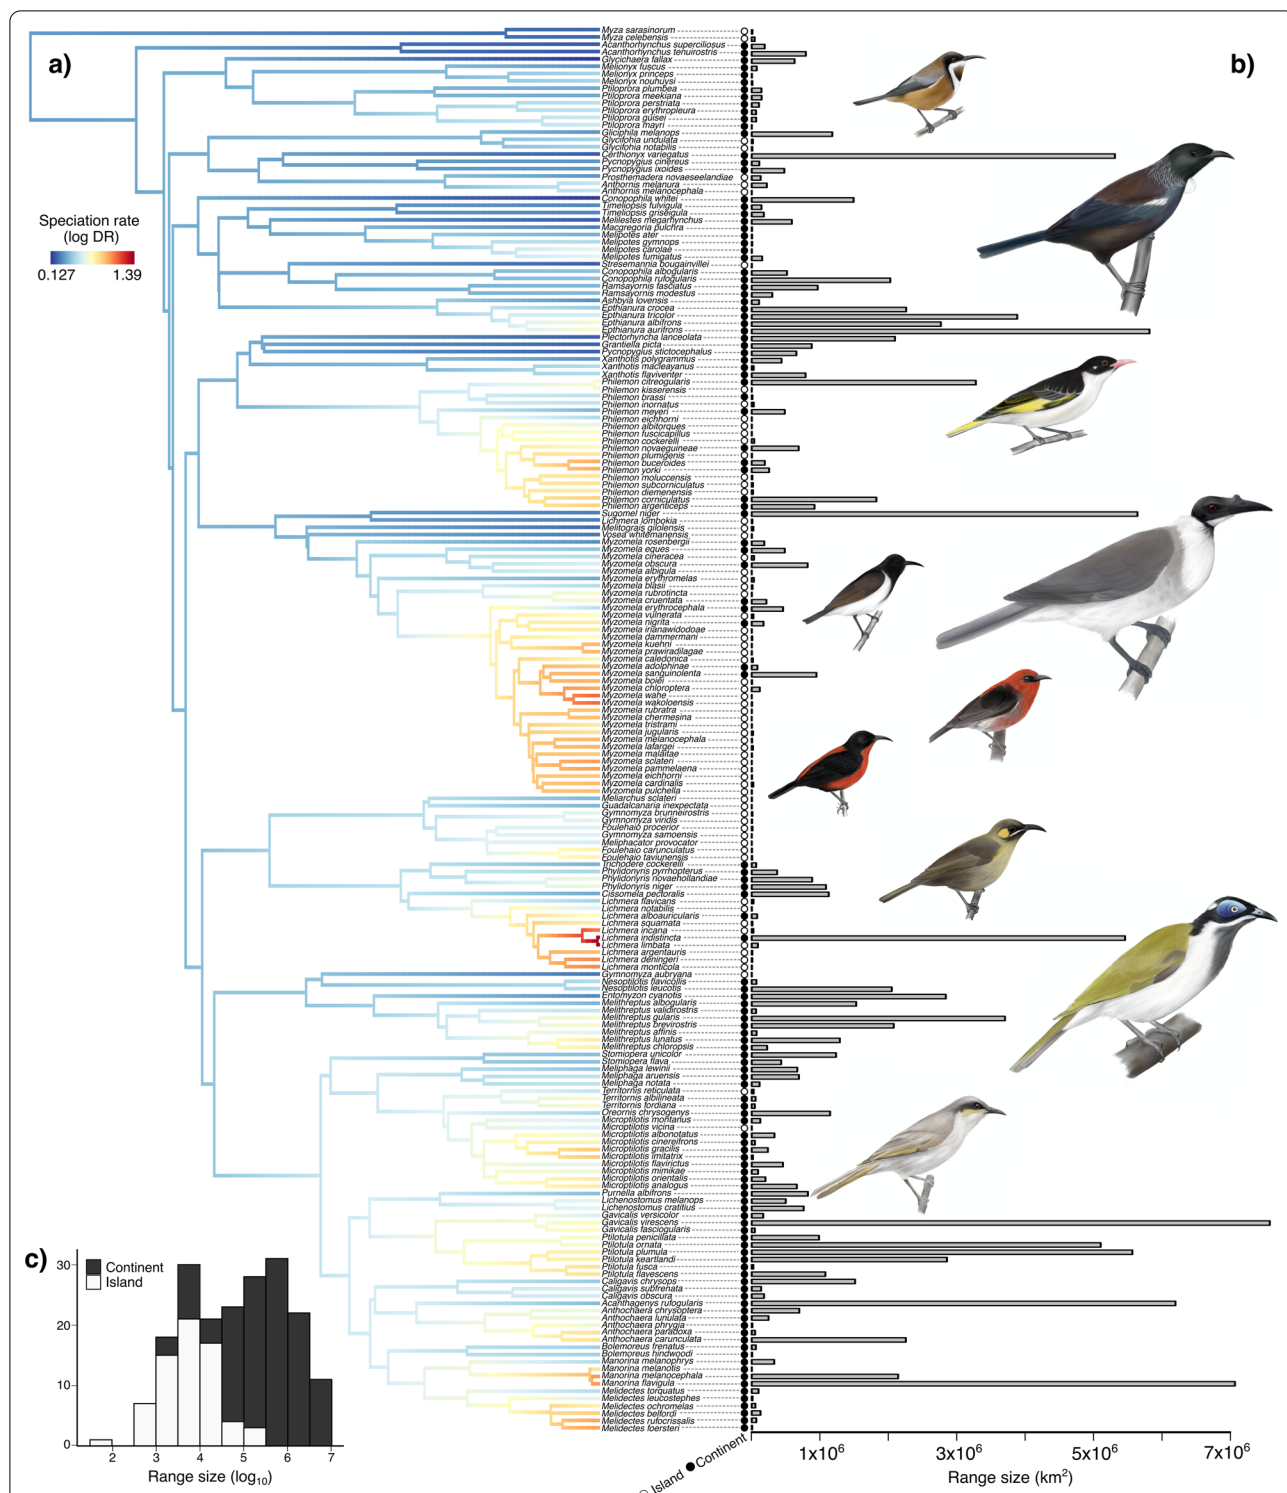 a)
b)
Speciation rate
(log DR)
0.127 1.39
Myza sarasinorum
Myza celebensis
Acanthorhynchus superciliosus
Acanthorhynchus tenuirostris
Glycichaera fallax
Melionyx fuscus
Melionyx princeps
Melionyx nouhuysi
Ptiloprora plumbea
Ptiloprora meekiana
Ptiloprora perstriata
Ptiloprora erythropleura
Ptiloprora guisei
Ptiloprora mayri
Gliciphila melanops
Glycifohia undulata
Glycifohia notabilis
Certhionyx variegatus
Pycnopygius cinereus
Pycnopygius ixoides
Prosthemadera novaeseelandiae
Anthornis melanura
Anthornis melanocephala
Conopophila whitei
Timeliopsis fulvigula
Timeliopsis griseigula
Melilestes megarhynchus
Macgregoria pulchra
Melipotes ater
Melipotes gymnops
Melipotes carolae
Melipotes fumigatus
Stresemannia bougainvillei
Conopophila albogularis
Conopophila rufogularis
Ramsayornis fasciatus
Ramsayornis modestus
Ashbyia lovensis
Epthianura crocea
Epthianura tricolor
Epthianura albifrons
Epthianura aurifrons
Plectorhyncha lanceolata
Grantiella picta
Pycnopygius stictocephalus
Xanthotis polygrammus
Xanthotis macleayanus
Xanthotis flaviventer
Philemon citreogularis
Philemon kisserensis
Philemon brassi
Philemon inornatus
Philemon meyeri
Philemon eichhorni
Philemon albitorques
Philemon fuscicapillus
Philemon cockerelli
Philemon novaeguineae
Philemon plumigenis
Philemon buceroides
Philemon yorki
Philemon moluccensis
Philemon subcorniculatus
Philemon diemenensis
Philemon corniculatus
Philemon argenticeps
Sugomel niger
Lichmera lombokia
Melitograis gilolensis
Vosea whitemanensis
Myzomela rosenbergii
Myzomela eques
Myzomela cineracea
Myzomela obscura
Myzomela albigula
Myzomela erythromelas
Myzomela blasii
Myzomela rubrotincta
Myzomela cruentata
Myzomela erythrocephala
Myzomela vulnerata
Myzomela nigrita
Myzomela irianawidodoae
Myzomela dammermani
Myzomela kuehni
Myzomela prawiradilagae
Myzomela caledonica
Myzomela adolphinae
Myzomela sanguinolenta
Myzomela boiei
Myzomela chloroptera
Myzomela wahe
Myzomela wakoloensis
Myzomela rubratra
Myzomela chermesina
Myzomela tristrami
Myzomela jugularis
Myzomela melanocephala
Myzomela lafargei
Myzomela malaitae
Myzomela sclateri
Myzomela pammelaena
Myzomela eichhorni
Myzomela cardinalis
Myzomela pulchella
Meliarchus sclateri
Guadalcanaria inexpectata
Gymnomyza brunneirostris
Gymnomyza viridis
Foulehaio procerior
Gymnomyza samoensis
Meliphacator provocator
Foulehaio carunculatus
Foulehaio taviunensis
Trichodere cockerelli
Phylidonyris pyrrhopterus
Phylidonyris novaehollandiae
Phylidonyris niger
Cissomela pectoralis
Lichmera flavicans
Lichmera notabilis
Lichmera alboauricularis
Lichmera squamata
Lichmera incana
Lichmera indistincta
Lichmera limbata
Lichmera argentauris
Lichmera deningeri
Lichmera monticola
Gymnomyza aubryana
Nesoptilotis flavicollis
Nesoptilotis leucotis
Entomyzon cyanotis
Melithreptus albogularis
Melithreptus validirostris
Melithreptus gularis
Melithreptus brevirostris
Melithreptus affinis
Melithreptus lunatus
Melithreptus chloropsis
Stomiopera unicolor
Stomiopera flava
Meliphaga lewinii
Meliphaga aruensis
Meliphaga notata
Territornis reticulata
Territornis albilineata
Territornis fordiana
Oreornis chrysogenys
Microptilotis montanus
Microptilotis vicina
Microptilotis albonotatus
Microptilotis cinereifrons
Microptilotis gracilis
Microptilotis imitatrix
Microptilotis flavirictus
Microptilotis mimikae
Microptilotis orientalis
Microptilotis analogus
Purnella albifrons
Lichenostomus melanops
Lichenostomus cratitius
Gavicalis versicolor
Gavicalis virescens
Gavicalis fasciogularis
Ptilotula penicillata
Ptilotula ornata
Ptilotula plumula
Ptilotula keartlandi
Ptilotula fusca
Ptilotula flavescens
Caligavis chrysops
Caligavis subfrenata
Caligavis obscura
Acanthagenys rufogularis
Anthochaera chrysoptera
Anthochaera lunulata
Anthochaera phrygia
Anthochaera paradoxa
Anthochaera carunculata
Bolemoreus frenatus
Bolemoreus hindwoodi
Manorina melanophrys
Manorina melanotis
Manorina melanocephala
Manorina flavigula
Melidectes torquatus
Melidectes leucostephes
Melidectes ochromelas
Melidectes belfordi
Melidectes rufocrissalis
Melidectes foersteri
Island Continent
1x10⁶ 3x10⁶ 5x10⁶ 7x10⁶
Range size (km²)
c)
Continent
Island
30
20
10
0
2 3 4 5 6 7
Range size (log₁₀)